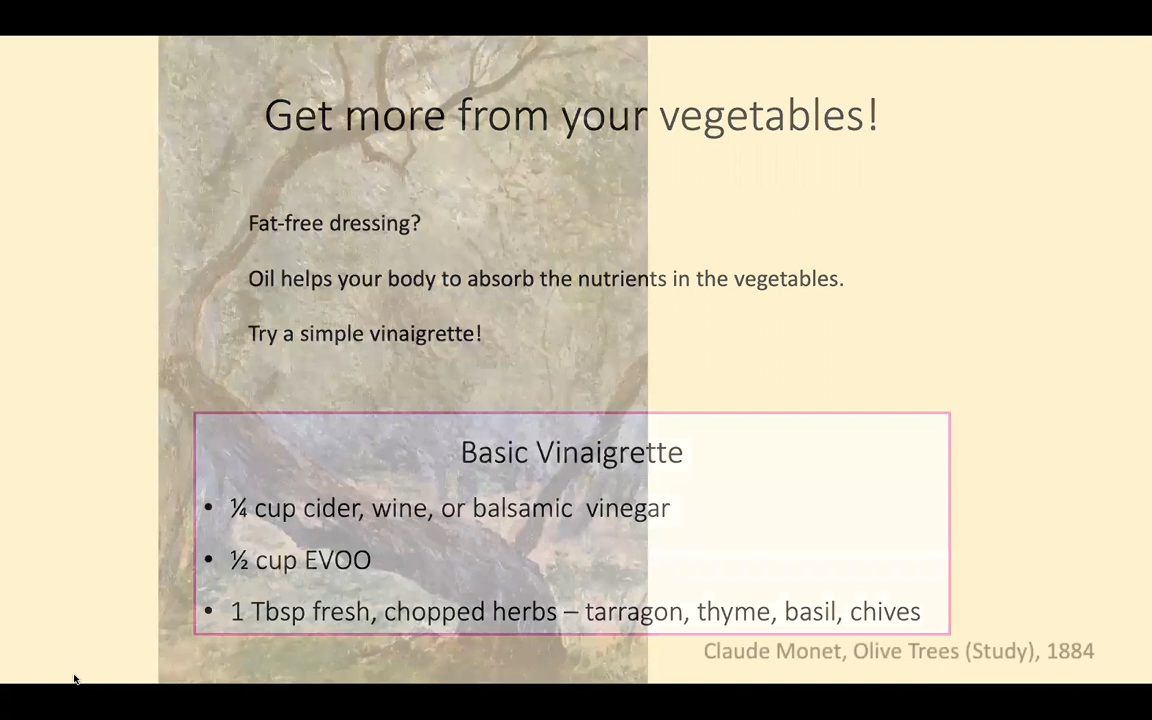 Get more from your vegetables!
Fat-free dressing?
Oil helps your body to absorb the nutrients in the vegetables.
Try a simple vinaigrette!
Basic Vinaigrette
• ¼ cup cider, wine, or balsamic  vinegar
• ½ cup EVOO
• 1 Tbsp fresh, chopped herbs – tarragon, thyme, basil, chives
Claude Monet, Olive Trees (Study), 1884